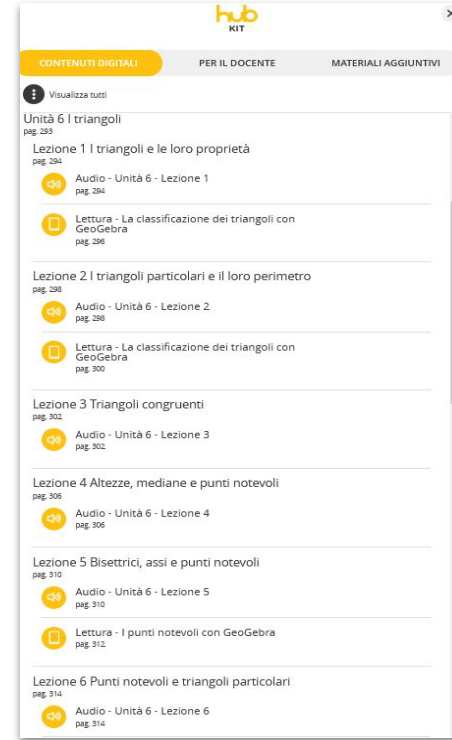 hub
KIT
CONTENUTI DIGITALI PER IL DOCENTE MATERIALI AGGIUNTIVI
Visualizza tutti
Unità 6 I triangoli
pag. 293
Lezione 1 I triangoli e le loro proprietà
pag. 294
Audio - Unità 6 - Lezione 1
pag. 294
Lettura - La classificazione dei triangoli con
GeoGebra
pag. 296
Lezione 2 I triangoli particolari e il loro perimetro
pag. 298
Audio - Unità 6 - Lezione 2
pag. 298
Lettura - La classificazione dei triangoli con
GeoGebra
pag. 300
Lezione 3 Triangoli congruenti
pag. 302
Audio - Unità 6 - Lezione 3
pag. 302
Lezione 4 Altezze, mediane e punti notevoli
pag. 306
Audio - Unità 6 - Lezione 4
pag. 306
Lezione 5 Bisettrici, assi e punti notevoli
pag. 310
Audio - Unità 6 - Lezione 5
pag. 310
Lettura - I punti notevoli con GeoGebra
pag. 312
Lezione 6 Punti notevoli e triangoli particolari
pag. 314
Audio - Unità 6 - Lezione 6
pag. 314